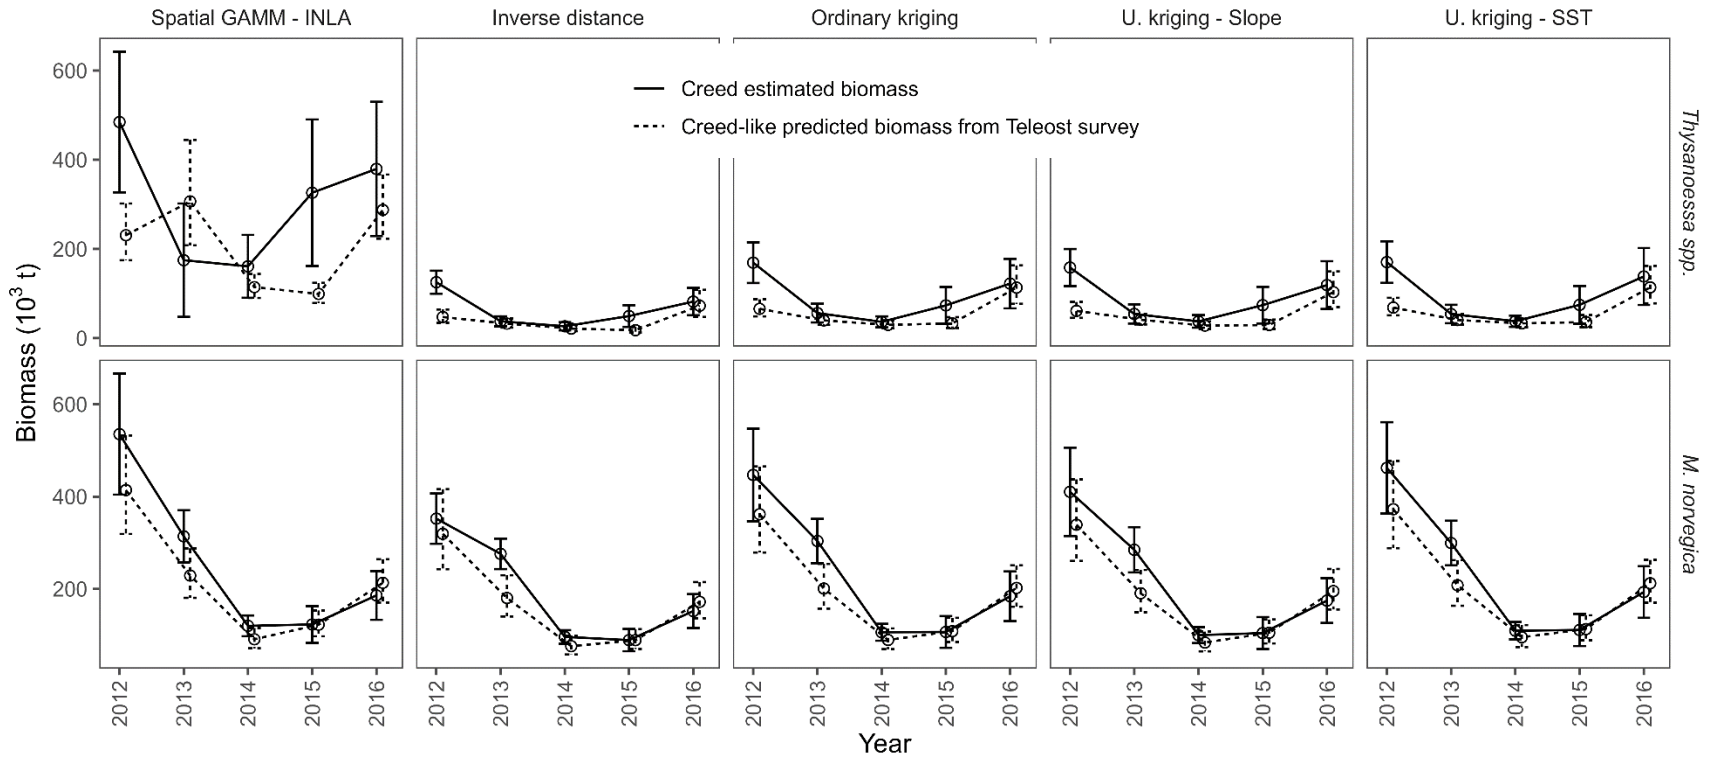 Spatial GAMM - INLA
Inverse distance
Ordinary kriging
U. kriging - Slope
U. kriging - SST
Creed estimated biomass
Creed-like predicted biomass from Teleost survey
600
400
200
0
Thysanoessa spp.
Biomass (10³ t)
600
400
200
M. norvegica
2012 2013 2014 2015 2016
2012 2013 2014 2015 2016
2012 2013 2014 2015 2016
2012 2013 2014 2015 2016
2012 2013 2014 2015 2016
Year